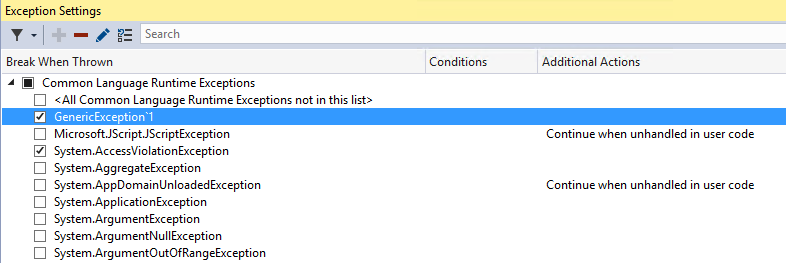 Exception Settings
Search
Break When Thrown Conditions Additional Actions
Common Language Runtime Exceptions
<All Common Language Runtime Exceptions not in this list>
GenericException`1
Microsoft.JScript.JScriptException Continue when unhandled in user code
System.AccessViolationException
System.AggregateException
System.AppDomainUnloadedException Continue when unhandled in user code
System.ApplicationException
System.ArgumentException
System.ArgumentNullException
System.ArgumentOutOfRangeException